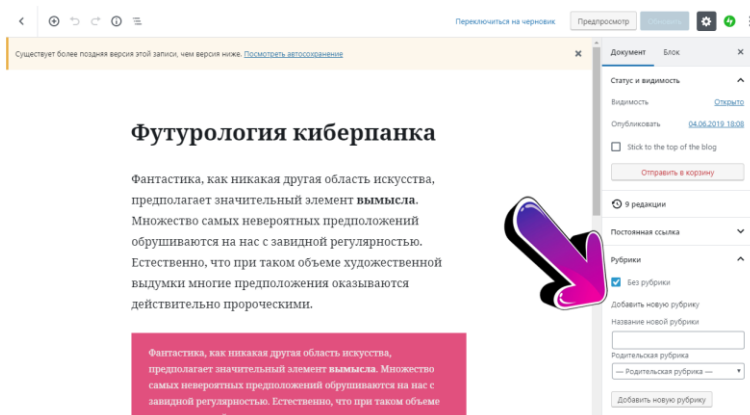 Переключиться на черновик
Предпросмотр
Обновить
Существует более поздняя версия этой записи, чем версия ниже. Посмотреть автосохранение
Документ
Блок
Статус и видимость
Видимость
Открыто
Опубликовать
04.06.2019 18:08
Stick to the top of the blog
Отправить в корзину
9 редакции
Постоянная ссылка
Рубрики
Без рубрики
Добавить новую рубрику
Название новой рубрики
Родительская рубрика
— Родительская рубрика —
Добавить новую рубрику
Футурология киберпанка
Фантастика, как никакая другая область искусства,
предполагает значительный элемент вымысла.
Множество самых невероятных предположений
обрушиваются на нас с завидной регулярностью.
Естественно, что при таком объеме художественной
выдумки многие предположения оказываются
действительно пророческими.
Фантастика, как никакая другая область искусства,
предполагает значительный элемент вымысла. Множество
самых невероятных предположений обрушиваются на нас с
завидной регулярностью. Естественно, что при таком объеме